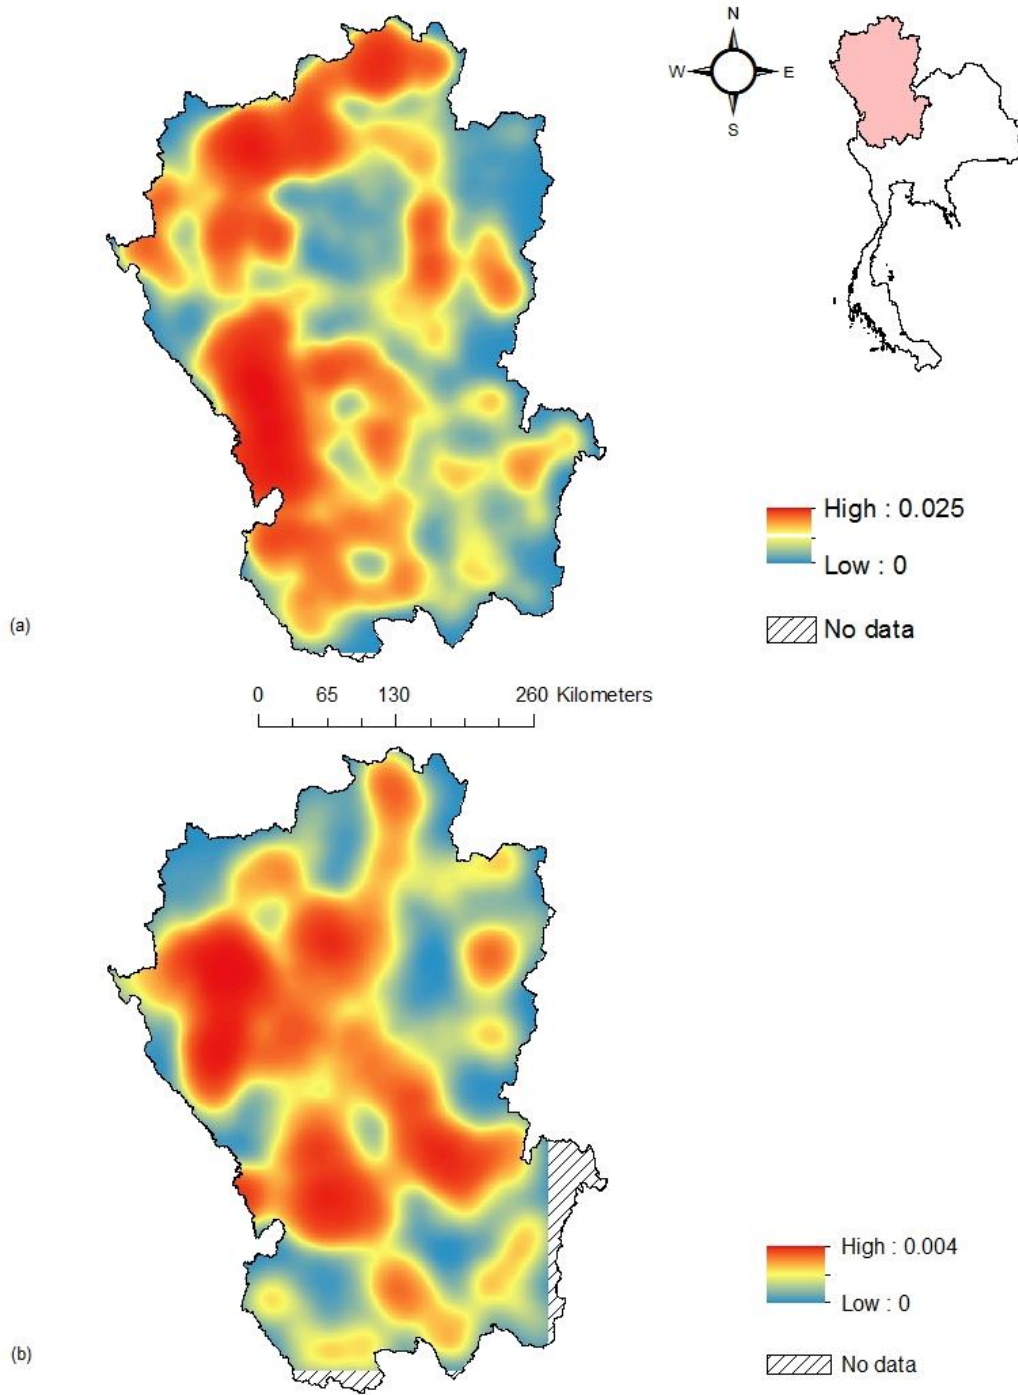 N
W E
S
High : 0.025
Low : 0
No data
(a)
0 65 130 260 Kilometers
High : 0.004
Low : 0
No data
(b)